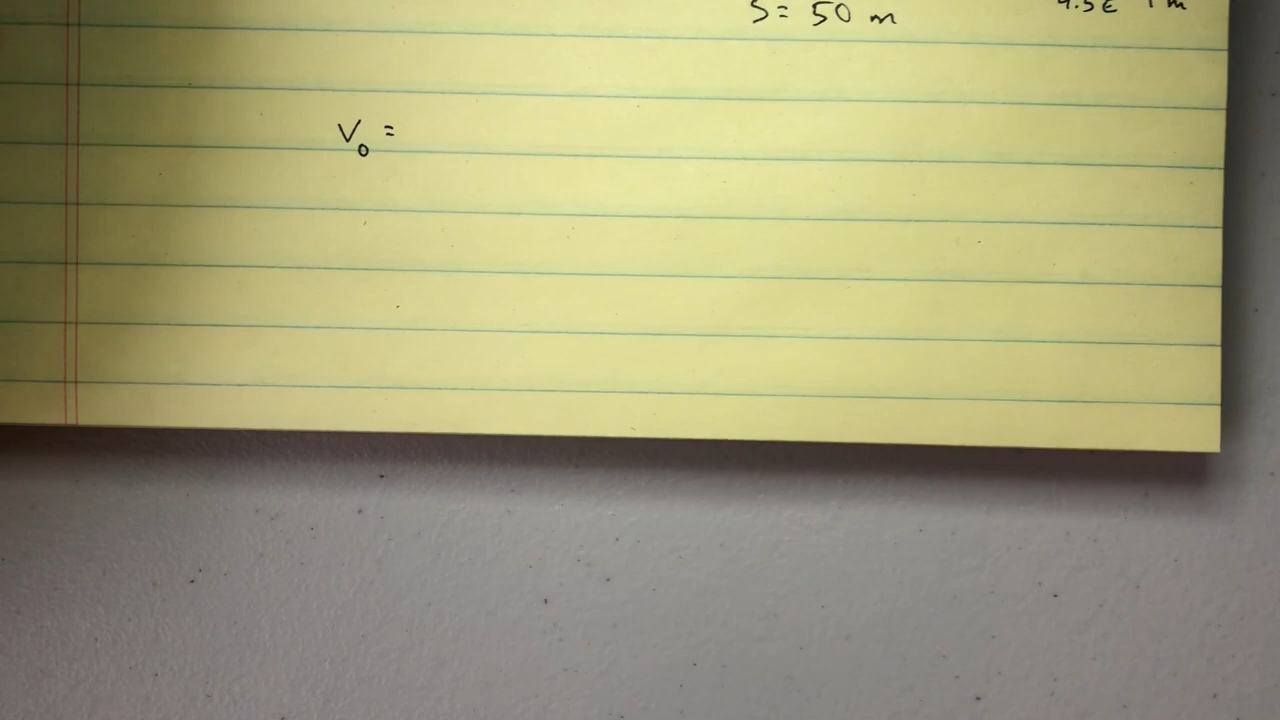 S= 50 m
V₀ =